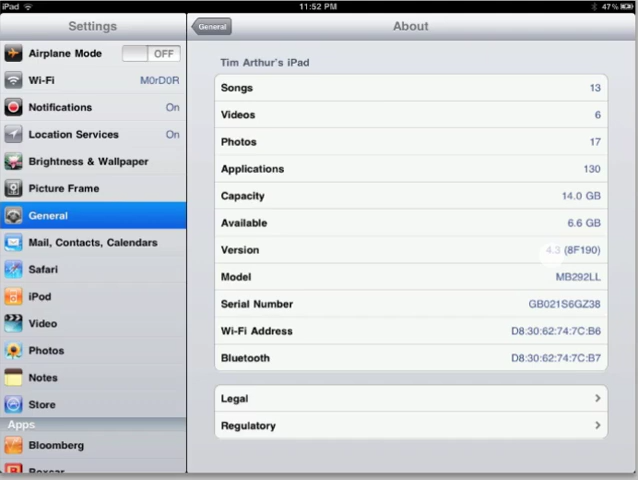 iPad 11:52 PM 47%
Settings
General
About
Airplane Mode OFF
Wi-Fi M0rD0R
Notifications On
Location Services On
Brightness & Wallpaper
Picture Frame
General
Mail, Contacts, Calendars
Safari
iPod
Video
Photos
Notes
Store
Apps
Bloomberg
Boxcar
Tim Arthur's iPad
Songs 13
Videos 6
Photos 17
Applications 130
Capacity 14.0 GB
Available 6.6 GB
Version 4.3 (8F190)
Model MB292LL
Serial Number GB021S6GZ38
Wi-Fi Address D8:30:62:74:7C:B6
Bluetooth D8:30:62:74:7C:B7
Legal
Regulatory